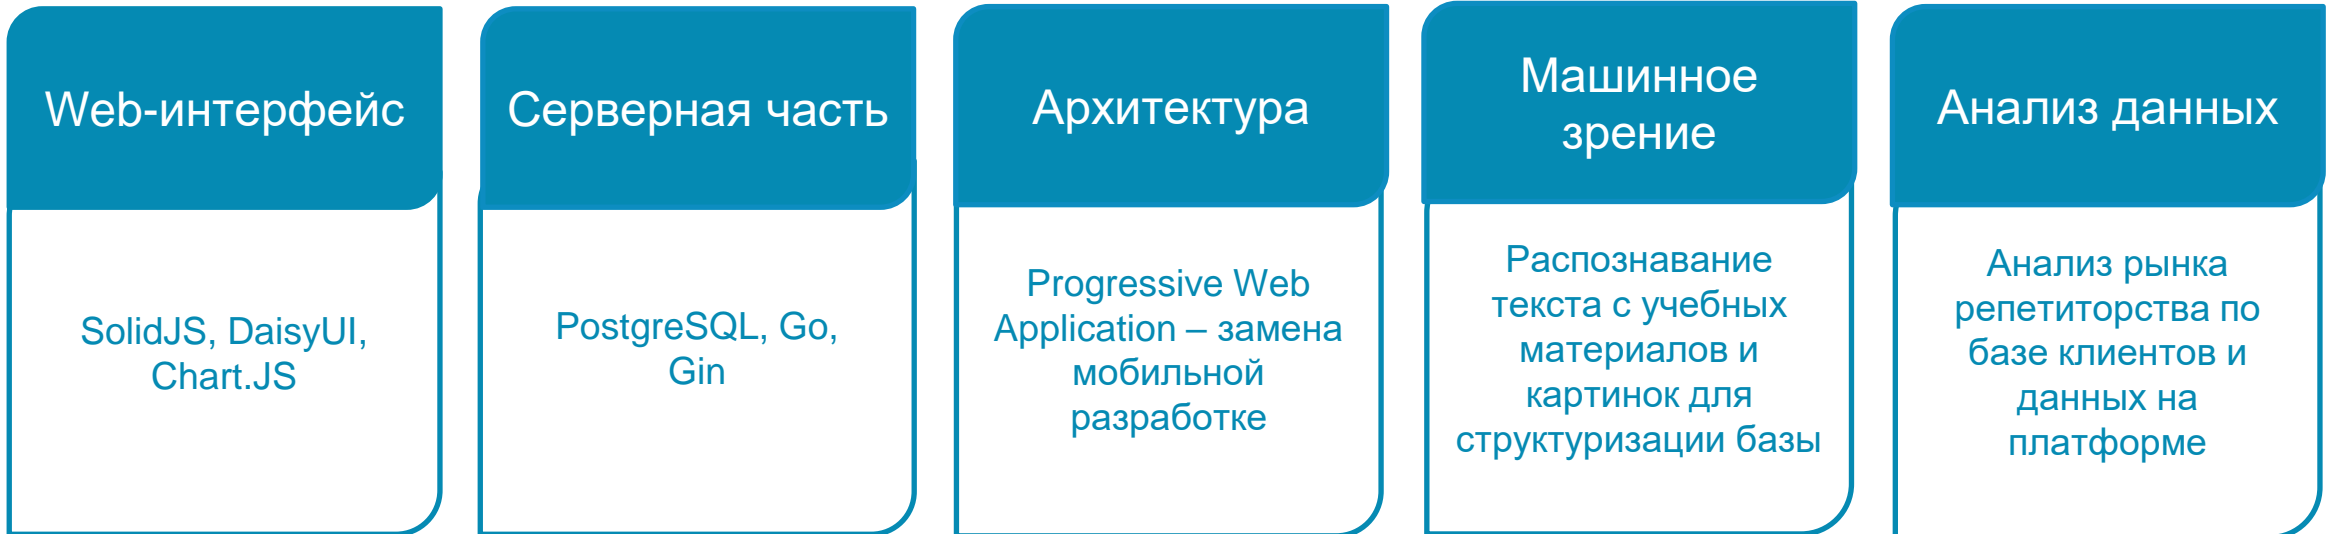 Web-интерфейс
SolidJS, DaisyUI,
Chart.JS
Серверная часть
PostgreSQL, Go,
Gin
Архитектура
Progressive Web
Application – замена
мобильной
разработке
Машинное
зрение
Распознавание
текста с учебных
материалов и
картинок для
структуризации базы
Анализ данных
Анализ рынка
репетиторства по
базе клиентов и
данных на
платформе